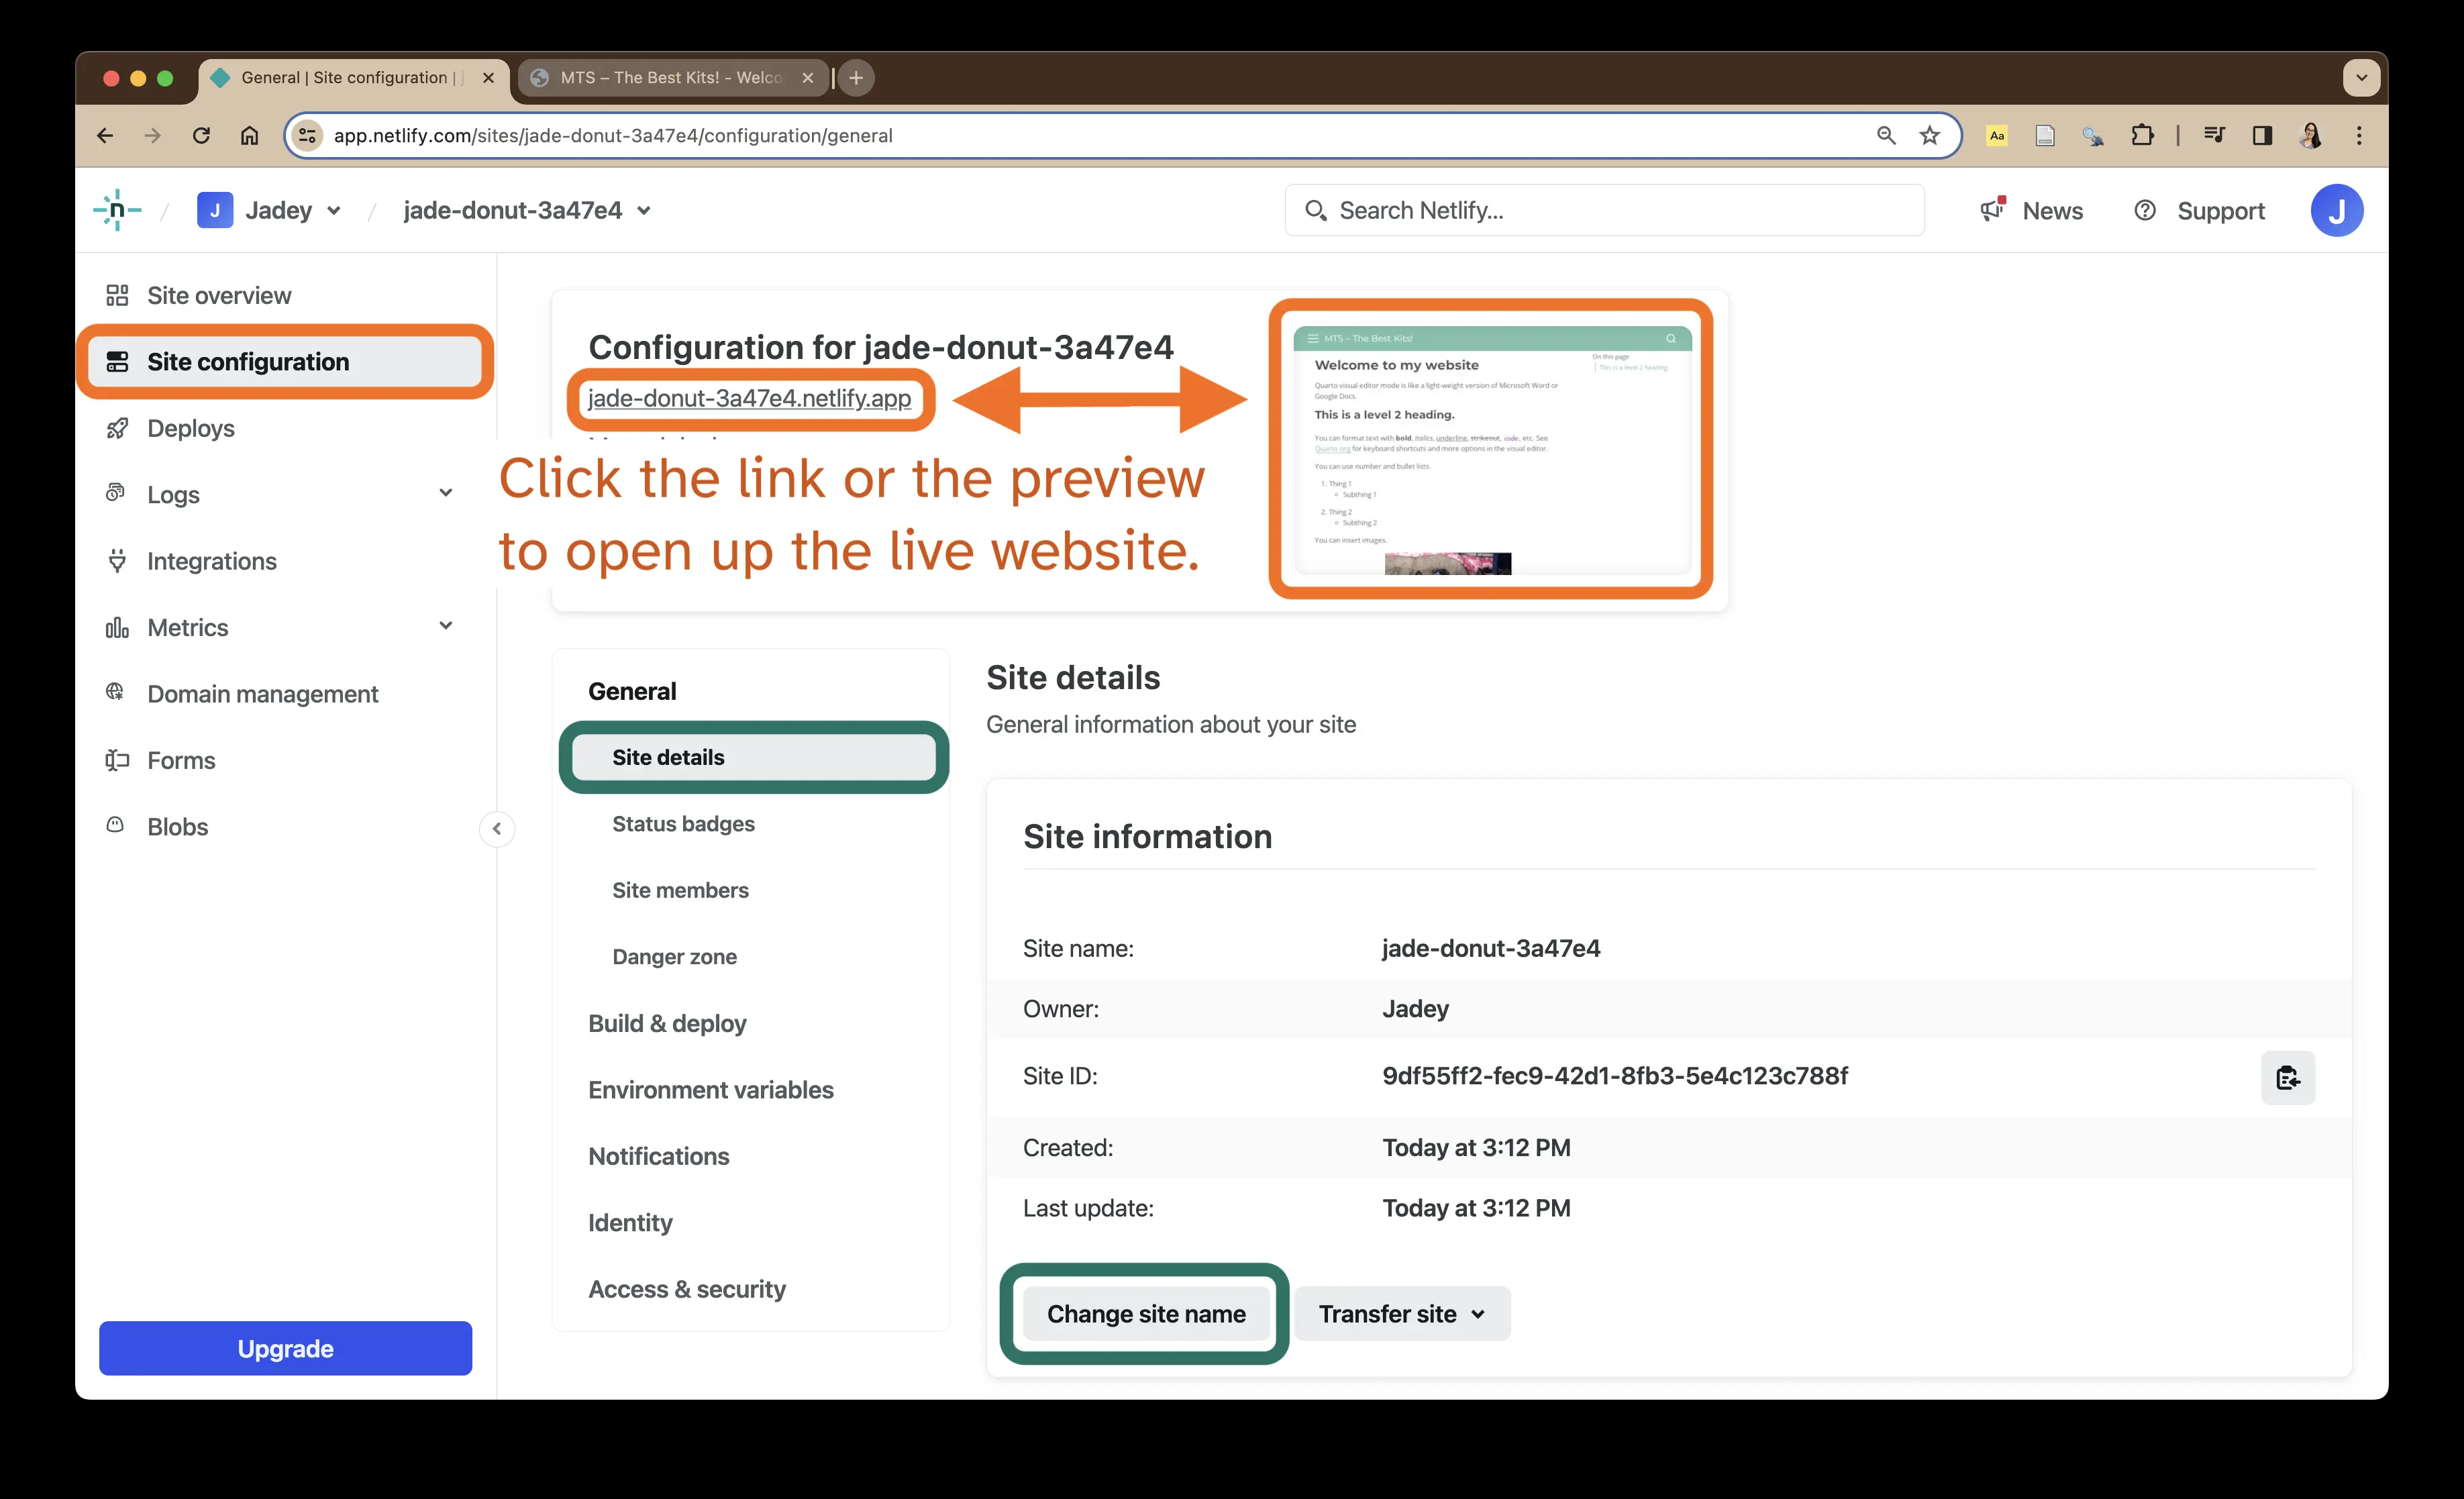 General | Site configuration | j
MTS – The Best Kits! - Welco
app.netlify.com/sites/jade-donut-3a47e4/configuration/general
Aa
n / J Jadey / jade-donut-3a47e4
Search Netlify...
News
Support
J
Site overview
Site configuration
Deploys
Logs
Integrations
Metrics
Domain management
Forms
Blobs
Upgrade
Configuration for jade-donut-3a47e4
jade-donut-3a47e4.netlify.app
Click the link or the preview
to open up the live website.
MTS – The Best Kits!
Welcome to my website
Quarto visual editor mode is like a light-weight version of Microsoft Word or
Google Docs.
This is a level 2 heading.
You can format text with bold, italics, underline, strikeout, code, etc. See
Quarto.org for keyboard shortcuts and more options in the visual editor.
You can use number and bullet lists.
1. Thing 1
Subthing 1
2. Thing 2
Subthing 2
You can insert images.
On this page
This is a level 2 heading
General
Site details
Status badges
Site members
Danger zone
Build & deploy
Environment variables
Notifications
Identity
Access & security
Site details
General information about your site
Site information
Site name: jade-donut-3a47e4
Owner: Jadey
Site ID: 9df55ff2-fec9-42d1-8fb3-5e4c123c788f
Created: Today at 3:12 PM
Last update: Today at 3:12 PM
Change site name
Transfer site